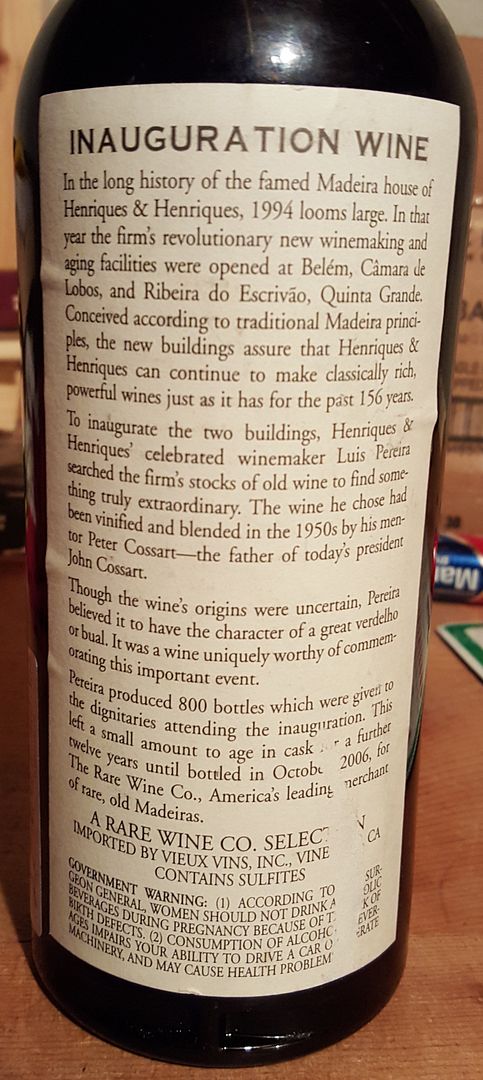 INAUGURATION WINE
In the long history of the famed Madeira house of
Henriques & Henriques, 1994 looms large. In that
year the firm's revolutionary new winemaking and
aging facilities were opened at Belém, Câmara de
Lobos, and Ribeira do Escrivão, Quinta Grande.
Conceived according to traditional Madeira princi-
ples, the new buildings assure that Henriques &
Henriques can continue to make classically rich,
powerful wines just as it has for the past 156 years.
To inaugurate the two buildings, Henriques &
Henriques' celebrated winemaker Luis Pereira
searched the firm's stocks of old wine to find some-
thing truly extraordinary. The wine he chose had
been vinified and blended in the 1950s by his men-
tor Peter Cossart—the father of today's president
John Cossart.
Though the wine's origins were uncertain, Pereira
believed it to have the character of a great verdelho
or bual. It was a wine uniquely worthy of commem-
orating this important event.
Pereira produced 800 bottles which were given to
the dignitaries attending the inauguration. This
left a small amount to age in cask a further
twelve years until bottled in Octobe 2006, for
The Rare Wine Co., America's leading merchant
of rare, old Madeiras.
A RARE WINE CO. SELECT N
IMPORTED BY VIEUX VINS, INC., VINE CA
CONTAINS SULFITES
GOVERNMENT WARNING: (1) ACCORDING TO SUR-
GEON GENERAL, WOMEN SHOULD NOT DRINK A OLIC
BEVERAGES DURING PREGNANCY BECAUSE OF T K OF
BIRTH DEFECTS. (2) CONSUMPTION OF ALCOHO EVER-
AGES IMPAIRS YOUR ABILITY TO DRIVE A CAR O ERATE
MACHINERY, AND MAY CAUSE HEALTH PROBLEM
38